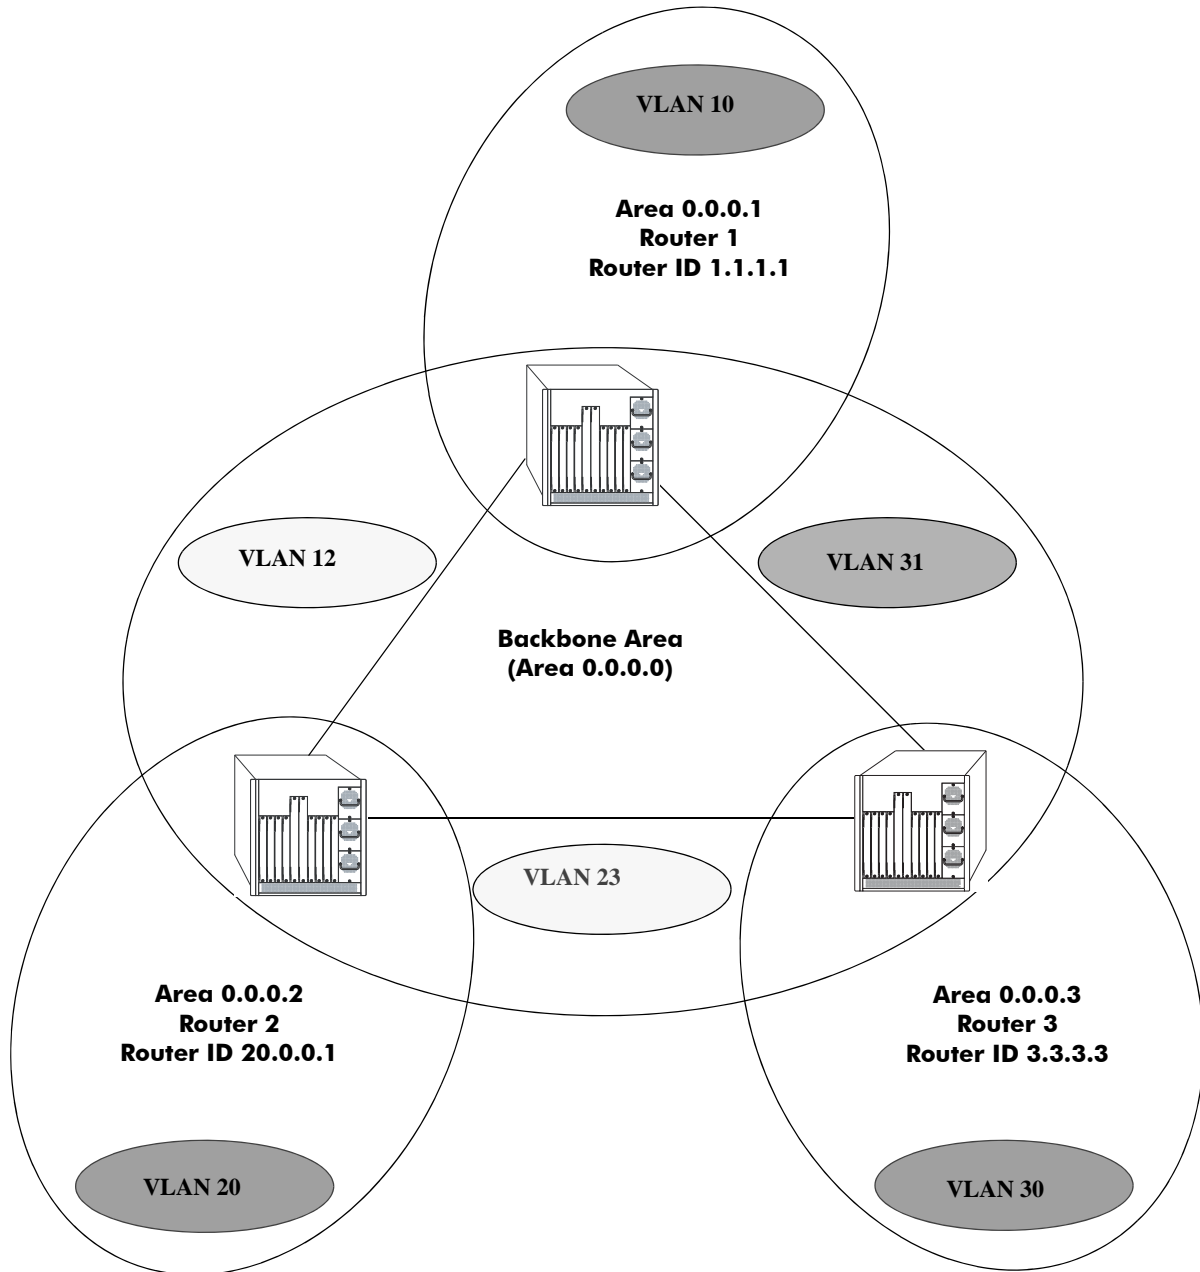 VLAN 10
Area 0.0.0.1
Router 1
Router ID 1.1.1.1
VLAN 12
VLAN 31
Backbone Area
(Area 0.0.0.0)
VLAN 23
Area 0.0.0.2
Router 2
Router ID 20.0.0.1
Area 0.0.0.3
Router 3
Router ID 3.3.3.3
VLAN 20
VLAN 30